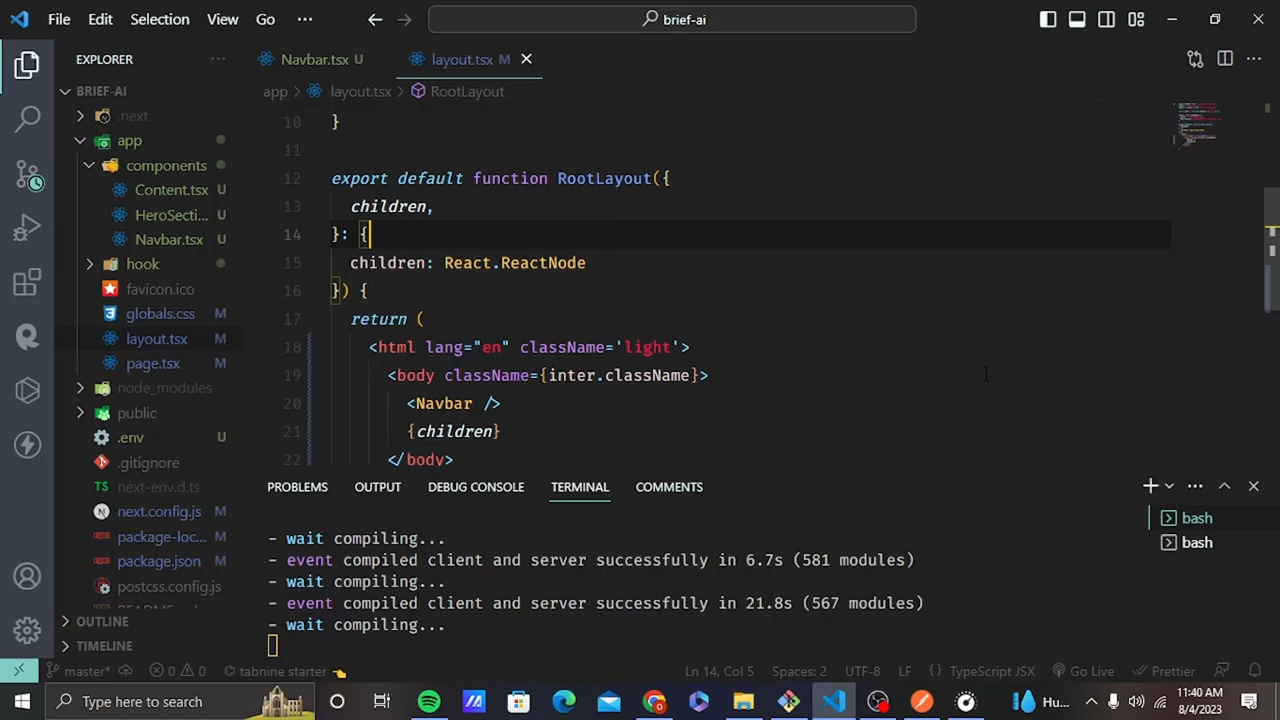 File Edit Selection View Go ··· brief-ai
EXPLORER ···
Navbar.tsx U
layout.tsx M
BRIEF-AI
app > layout.tsx > RootLayout
.next
app
components
Content.tsx U
HeroSecti... U
Navbar.tsx U
hook
favicon.ico
globals.css M
layout.tsx M
page.tsx M
node_modules
public
.env U
.gitignore
next-env.d.ts
next.config.js M
package-loc... M
package.json M
postcss.config.js
OUTLINE
TIMELINE
10 }
11
12 export default function RootLayout({
13 children,
14 }: {
15 children: React.ReactNode
16 }) {
17 return (
18 <html lang="en" className='light'>
19 <body className={inter.className}>
20 <Navbar />
21 {children}
22 </body>
PROBLEMS OUTPUT DEBUG CONSOLE TERMINAL COMMENTS
- wait compiling...
- event compiled client and server successfully in 6.7s (581 modules)
- wait compiling...
- event compiled client and server successfully in 21.8s (567 modules)
- wait compiling...
bash
bash
master* 0 0 tabnine starter Ln 14, Col 5 Spaces: 2 UTF-8 LF TypeScript JSX Go Live Prettier
Type here to search
Hu...
11:40 AM
8/4/2023